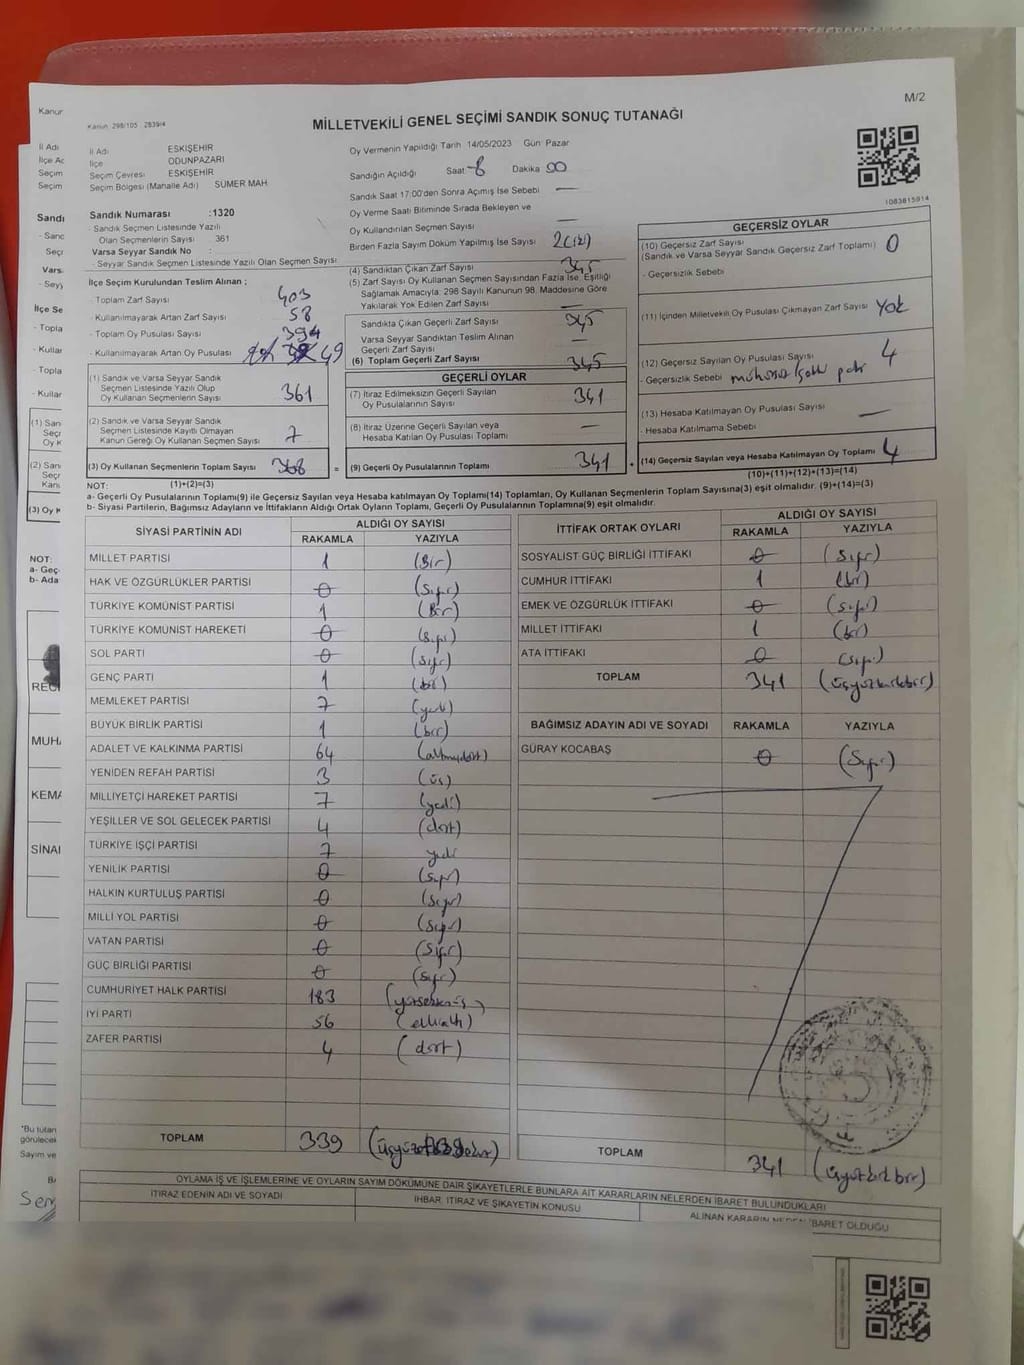 M/2
Kanun 298/105 2839/4
MİLLETVEKİLİ GENEL SEÇİMİ SANDIK SONUÇ TUTANAĞI
1083815914
İl Adı ESKİŞEHİR
İlçe ODUNPAZARI
Seçim Çevresi ESKİŞEHİR
Seçim Bölgesi (Mahalle Adı) SÜMER MAH
Sandık Numarası :1320
- Sandık Seçmen Listesinde Yazılı
Olan Seçmenlerin Sayısı 361
Varsa Seyyar Sandık No :
- Seyyar Sandık Seçmen Listesinde Yazılı Olan Seçmen Sayısı
İlçe Seçim Kurulundan Teslim Alınan ;
- Toplam Zarf Sayısı 403
- Kullanılmayarak Artan Zarf Sayısı 58
- Toplam Oy Pusulası Sayısı 394
- Kullanılmayarak Artan Oy Pusulası 49
(1) Sandık ve Varsa Seyyar Sandık
Seçmen Listesinde Yazılı Olup
Oy Kullanan Seçmenlerin Sayısı 361
(2) Sandık ve Varsa Seyyar Sandık
Seçmen Listesinde Kayıtlı Olmayan
Kanun Gereği Oy Kullanan Seçmen Sayısı 7
(3) Oy Kullanan Seçmenlerin Toplam Sayısı 368 =
Oy Vermenin Yapıldığı Tarih 14/05/2023 Gün Pazar
Sandığın Açıldığı Saat 8 Dakika 00
Sandık Saat 17:00'den Sonra Açımış İse Sebebi —
Oy Verme Saati Bitiminde Sırada Bekleyen ve
Oy Kullandırılan Seçmen Sayısı —
Birden Fazla Sayım Döküm Yapılmış İse Sayısı 2 (iki)
(4) Sandıktan Çıkan Zarf Sayısı 345
(5) Zarf Sayısı Oy Kullanan Seçmen Sayısından Fazla İse, Eşitliği
Sağlamak Amacıyla; 298 Sayılı Kanunun 98. Maddesine Göre
Yakılarak Yok Edilen Zarf Sayısı —
Sandıkta Çıkan Geçerli Zarf Sayısı 345
Varsa Seyyar Sandıktan Teslim Alınan
Geçerli Zarf Sayısı —
(6) Toplam Geçerli Zarf Sayısı 345
GEÇERLİ OYLAR
(7) İtiraz Edilmeksizin Geçerli Sayılan
Oy Pusulalarının Sayısı 341
(8) İtiraz Üzerine Geçerli Sayılan veya
Hesaba Katılan Oy Pusulası Toplamı —
(9) Geçerli Oy Pusulalarının Toplamı 341 +
GEÇERSİZ OYLAR
(10) Geçersiz Zarf Sayısı
(Sandık ve Varsa Seyyar Sandık Geçersiz Zarf Toplamı) 0
- Geçersizlik Sebebi
(11) İçinden Milletvekili Oy Pusulası Çıkmayan Zarf Sayısı Yok
(12) Geçersiz Sayılan Oy Pusulası Sayısı 4
- Geçersizlik Sebebi
(13) Hesaba Katılmayan Oy Pusulası Sayısı —
- Hesaba Katılmama Sebebi
(14) Geçersiz Sayılan veya Hesaba Katılmayan Oy Toplamı 4
NOT: (1)+(2)=(3)
(10)+(11)+(12)+(13)=(14)
a- Geçerli Oy Pusulalarının Toplamı(9) ile Geçersiz Sayılan veya Hesaba katılmayan Oy Toplamı(14) Toplamları, Oy Kullanan Seçmenlerin Toplam Sayısına(3) eşit olmalıdır. (9)+(14)=(3)
b- Siyasi Partilerin, Bağımsız Adayların ve İttifakların Aldığı Ortak Oyların Toplamı, Geçerli Oy Pusulalarının Toplamına(9) eşit olmalıdır.
SİYASİ PARTİNİN ADI ALDIĞI OY SAYISI
RAKAMLA YAZIYLA
MİLLET PARTİSİ 1 (Bir)
HAK VE ÖZGÜRLÜKLER PARTİSİ 0 (Sıfır)
TÜRKİYE KOMÜNİST PARTİSİ 1 (Bir)
TÜRKİYE KOMÜNİST HAREKETİ 0 (sıfır)
SOL PARTİ 0 (sıfır)
GENÇ PARTİ 1 (bir)
MEMLEKET PARTİSİ 7 (yedi)
BÜYÜK BİRLİK PARTİSİ 1 (bir)
ADALET VE KALKINMA PARTİSİ 64 (altmışdört)
YENİDEN REFAH PARTİSİ 3 (üç)
MİLLİYETÇİ HAREKET PARTİSİ 7 (yedi)
YEŞİLLER VE SOL GELECEK PARTİSİ 4 (dört)
TÜRKİYE İŞÇİ PARTİSİ 7 yedi
YENİLİK PARTİSİ 0 (sıfır)
HALKIN KURTULUŞ PARTİSİ 0 (sıfır)
MİLLİ YOL PARTİSİ 0 (sıfır)
VATAN PARTİSİ 0 (sıfır)
GÜÇ BİRLİĞİ PARTİSİ 0 (sıfır)
CUMHURİYET HALK PARTİSİ 183 (yüzseksenüç)
İYİ PARTİ 56 (ellialtı)
ZAFER PARTİSİ 4 (dört)
TOPLAM 339
İTTİFAK ORTAK OYLARI ALDIĞI OY SAYISI
RAKAMLA YAZIYLA
SOSYALİST GÜÇ BİRLİĞİ İTTİFAKI 0 (sıfır)
CUMHUR İTTİFAKI 1 (bir)
EMEK VE ÖZGÜRLÜK İTTİFAKI 0 (sıfır)
MİLLET İTTİFAKI 1 (bir)
ATA İTTİFAKI 0 (sıfır)
TOPLAM 341 (üçyüzkırkbir)
BAĞIMSIZ ADAYIN ADI VE SOYADI RAKAMLA YAZIYLA
GÜRAY KOCABAŞ 0 (Sıfır)
TOPLAM 341 (üçyüzkırkbir)
OYLAMA İŞ VE İŞLEMLERİNE VE OYLARIN SAYIM DÖKÜMÜNE DAİR ŞİKAYETLERLE BUNLARA AİT KARARLARIN NELERDEN İBARET BULUNDUKLARI
İTİRAZ EDENİN ADI VE SOYADI İHBAR, İTİRAZ VE ŞİKAYETİN KONUSU ALINAN KARARIN NEDEN İBARET OLDUĞU